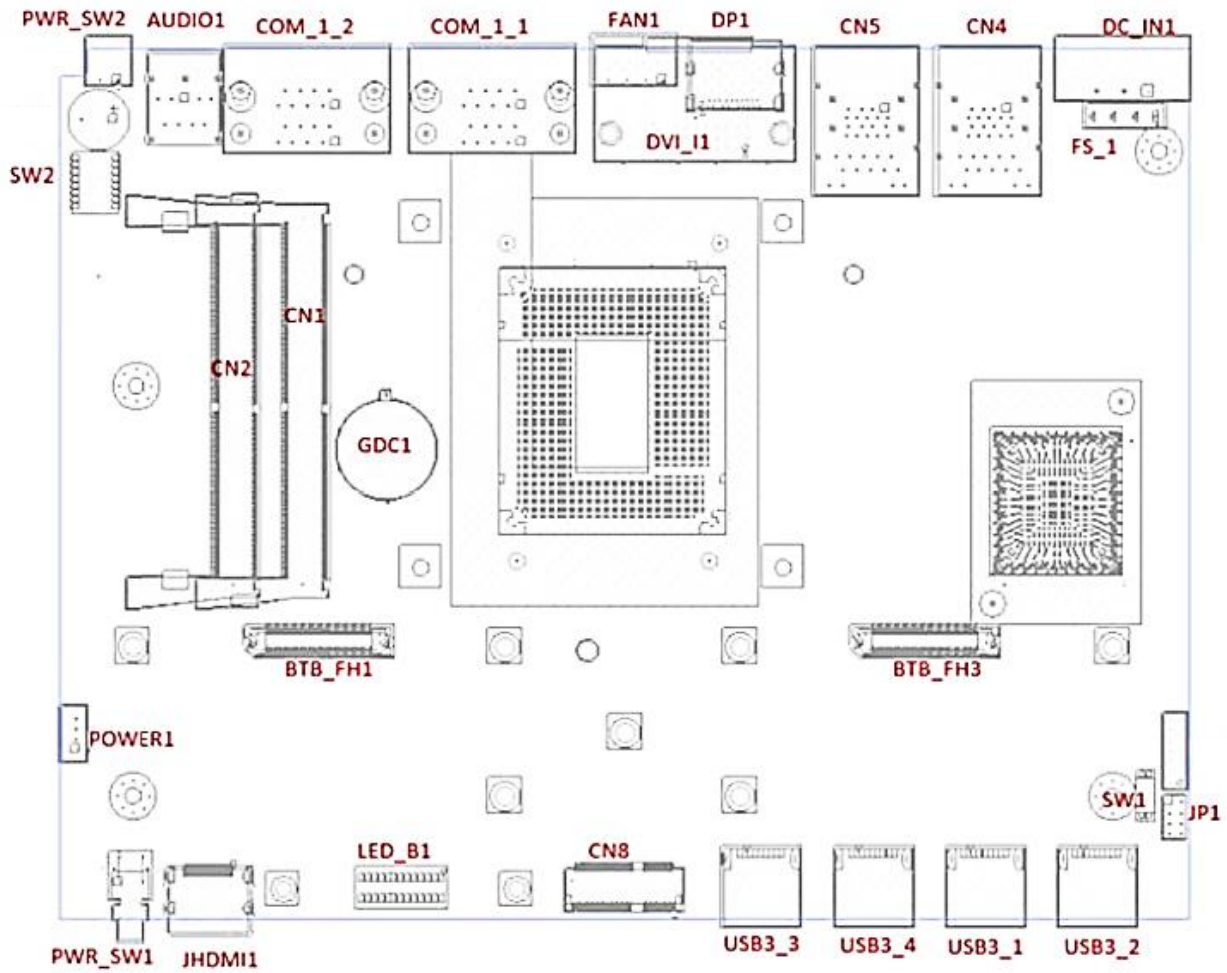 PWR_SW2
AUDIO1
COM_1_2
COM_1_1
FAN1
DP1
CN5
CN4
DC_IN1
DVI_I1
FS_1
SW2
CN1
CN2
GDC1
BTB_FH1
BTB_FH3
POWER1
SW1
JP1
LED_B1
CN8
PWR_SW1
JHDMI1
USB3_3
USB3_4
USB3_1
USB3_2